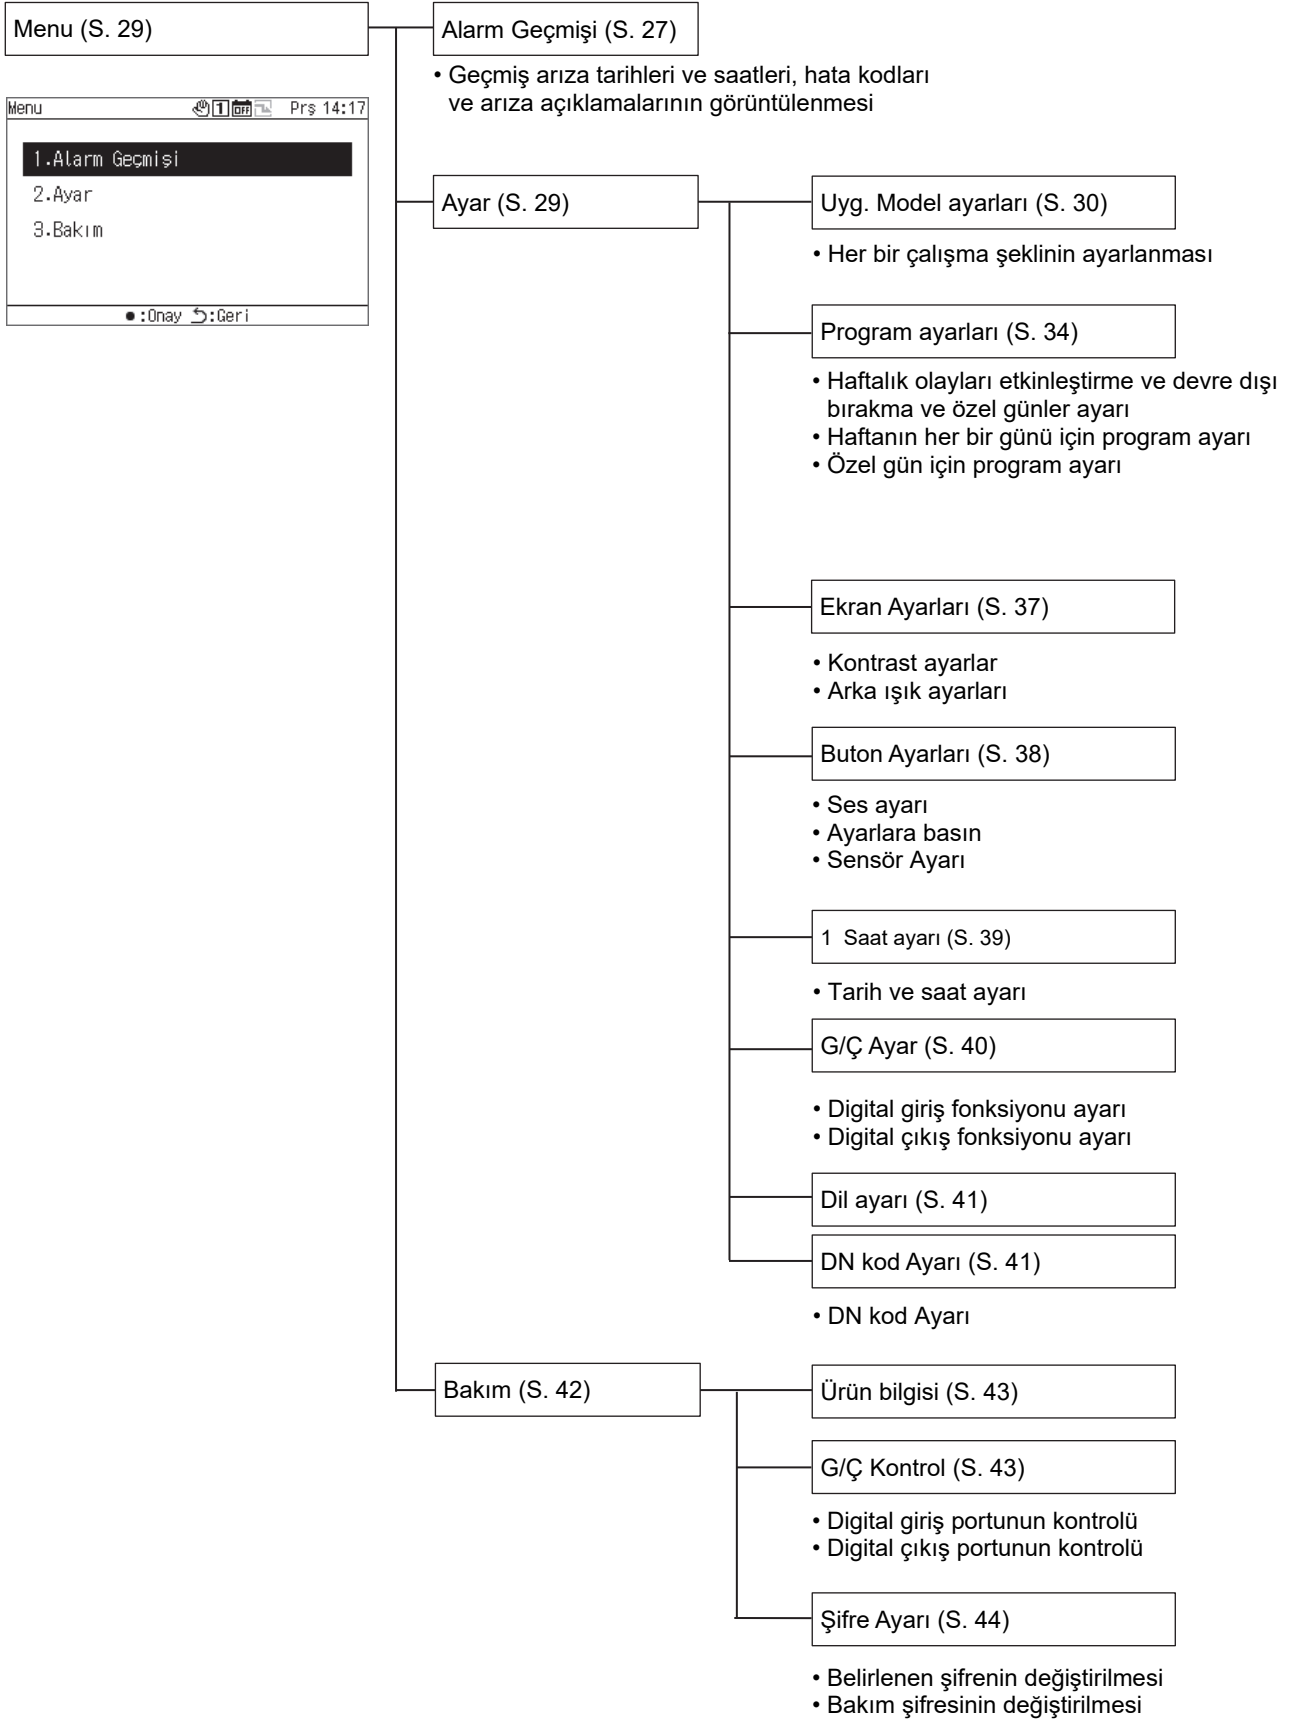 Menu (S. 29)
Menu 1 OFF Prş 14:17
1.Alarm Geçmişi
2.Ayar
3.Bakım
●:Onay :Geri
Alarm Geçmişi (S. 27)
• Geçmiş arıza tarihleri ve saatleri, hata kodları
ve arıza açıklamalarının görüntülenmesi
Ayar (S. 29)
Uyg. Model ayarları (S. 30)
• Her bir çalışma şeklinin ayarlanması
Program ayarları (S. 34)
• Haftalık olayları etkinleştirme ve devre dışı
bırakma ve özel günler ayarı
• Haftanın her bir günü için program ayarı
• Özel gün için program ayarı
Ekran Ayarları (S. 37)
• Kontrast ayarlar
• Arka ışık ayarları
Buton Ayarları (S. 38)
• Ses ayarı
• Ayarlara basın
• Sensör Ayarı
1 Saat ayarı (S. 39)
• Tarih ve saat ayarı
G/Ç Ayar (S. 40)
• Digital giriş fonksiyonu ayarı
• Digital çıkış fonksiyonu ayarı
Dil ayarı (S. 41)
DN kod Ayarı (S. 41)
• DN kod Ayarı
Bakım (S. 42)
Ürün bilgisi (S. 43)
G/Ç Kontrol (S. 43)
• Digital giriş portunun kontrolü
• Digital çıkış portunun kontrolü
Şifre Ayarı (S. 44)
• Belirlenen şifrenin değiştirilmesi
• Bakım şifresinin değiştirilmesi